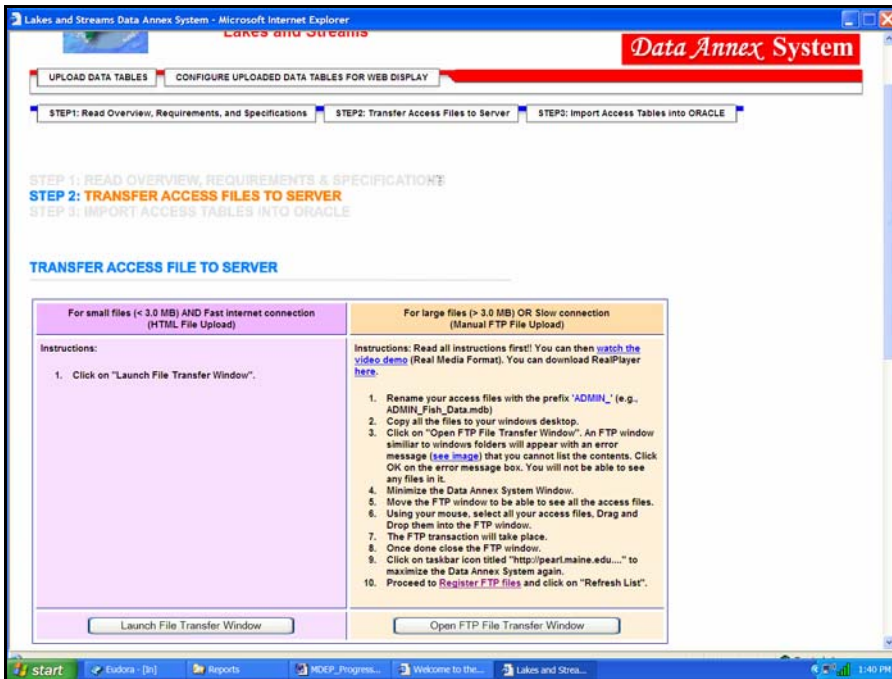 Lakes and Streams Data Annex System - Microsoft Internet Explorer
Lakes and Streams
Data Annex System
UPLOAD DATA TABLES
CONFIGURE UPLOADED DATA TABLES FOR WEB DISPLAY
STEP1: Read Overview, Requirements, and Specifications
STEP2: Transfer Access Files to Server
STEP3: Import Access Tables into ORACLE
STEP 1: READ OVERVIEW, REQUIREMENTS & SPECIFICATIONS
STEP 2: TRANSFER ACCESS FILES TO SERVER
STEP 3: IMPORT ACCESS TABLES INTO ORACLE
TRANSFER ACCESS FILE TO SERVER
For small files (< 3.0 MB) AND Fast internet connection
(HTML File Upload)
Instructions:
1. Click on "Launch File Transfer Window".
Launch File Transfer Window
For large files (> 3.0 MB) OR Slow connection
(Manual FTP File Upload)
Instructions: Read all instructions first!! You can then watch the
video demo (Real Media Format). You can download RealPlayer
here.
1. Rename your access files with the prefix 'ADMIN_' (e.g.,
ADMIN_Fish_Data.mdb)
2. Copy all the files to your windows desktop.
3. Click on "Open FTP File Transfer Window". An FTP window
similiar to windows folders will appear with an error
message (see image) that you cannot list the contents. Click
OK on the error message box. You will not be able to see
any files in it.
4. Minimize the Data Annex System Window.
5. Move the FTP window to be able to see all the access files.
6. Using your mouse, select all your access files, Drag and
Drop them into the FTP window.
7. The FTP transaction will take place.
8. Once done close the FTP window.
9. Click on taskbar icon titled "http://pearl.maine.edu...." to
maximize the Data Annex System again.
10. Proceed to Register FTP files and click on "Refresh List".
Open FTP File Transfer Window
start
Eudora - [In]
Reports
MDEP_Progress...
Welcome to the...
Lakes and Strea...
1:40 PM